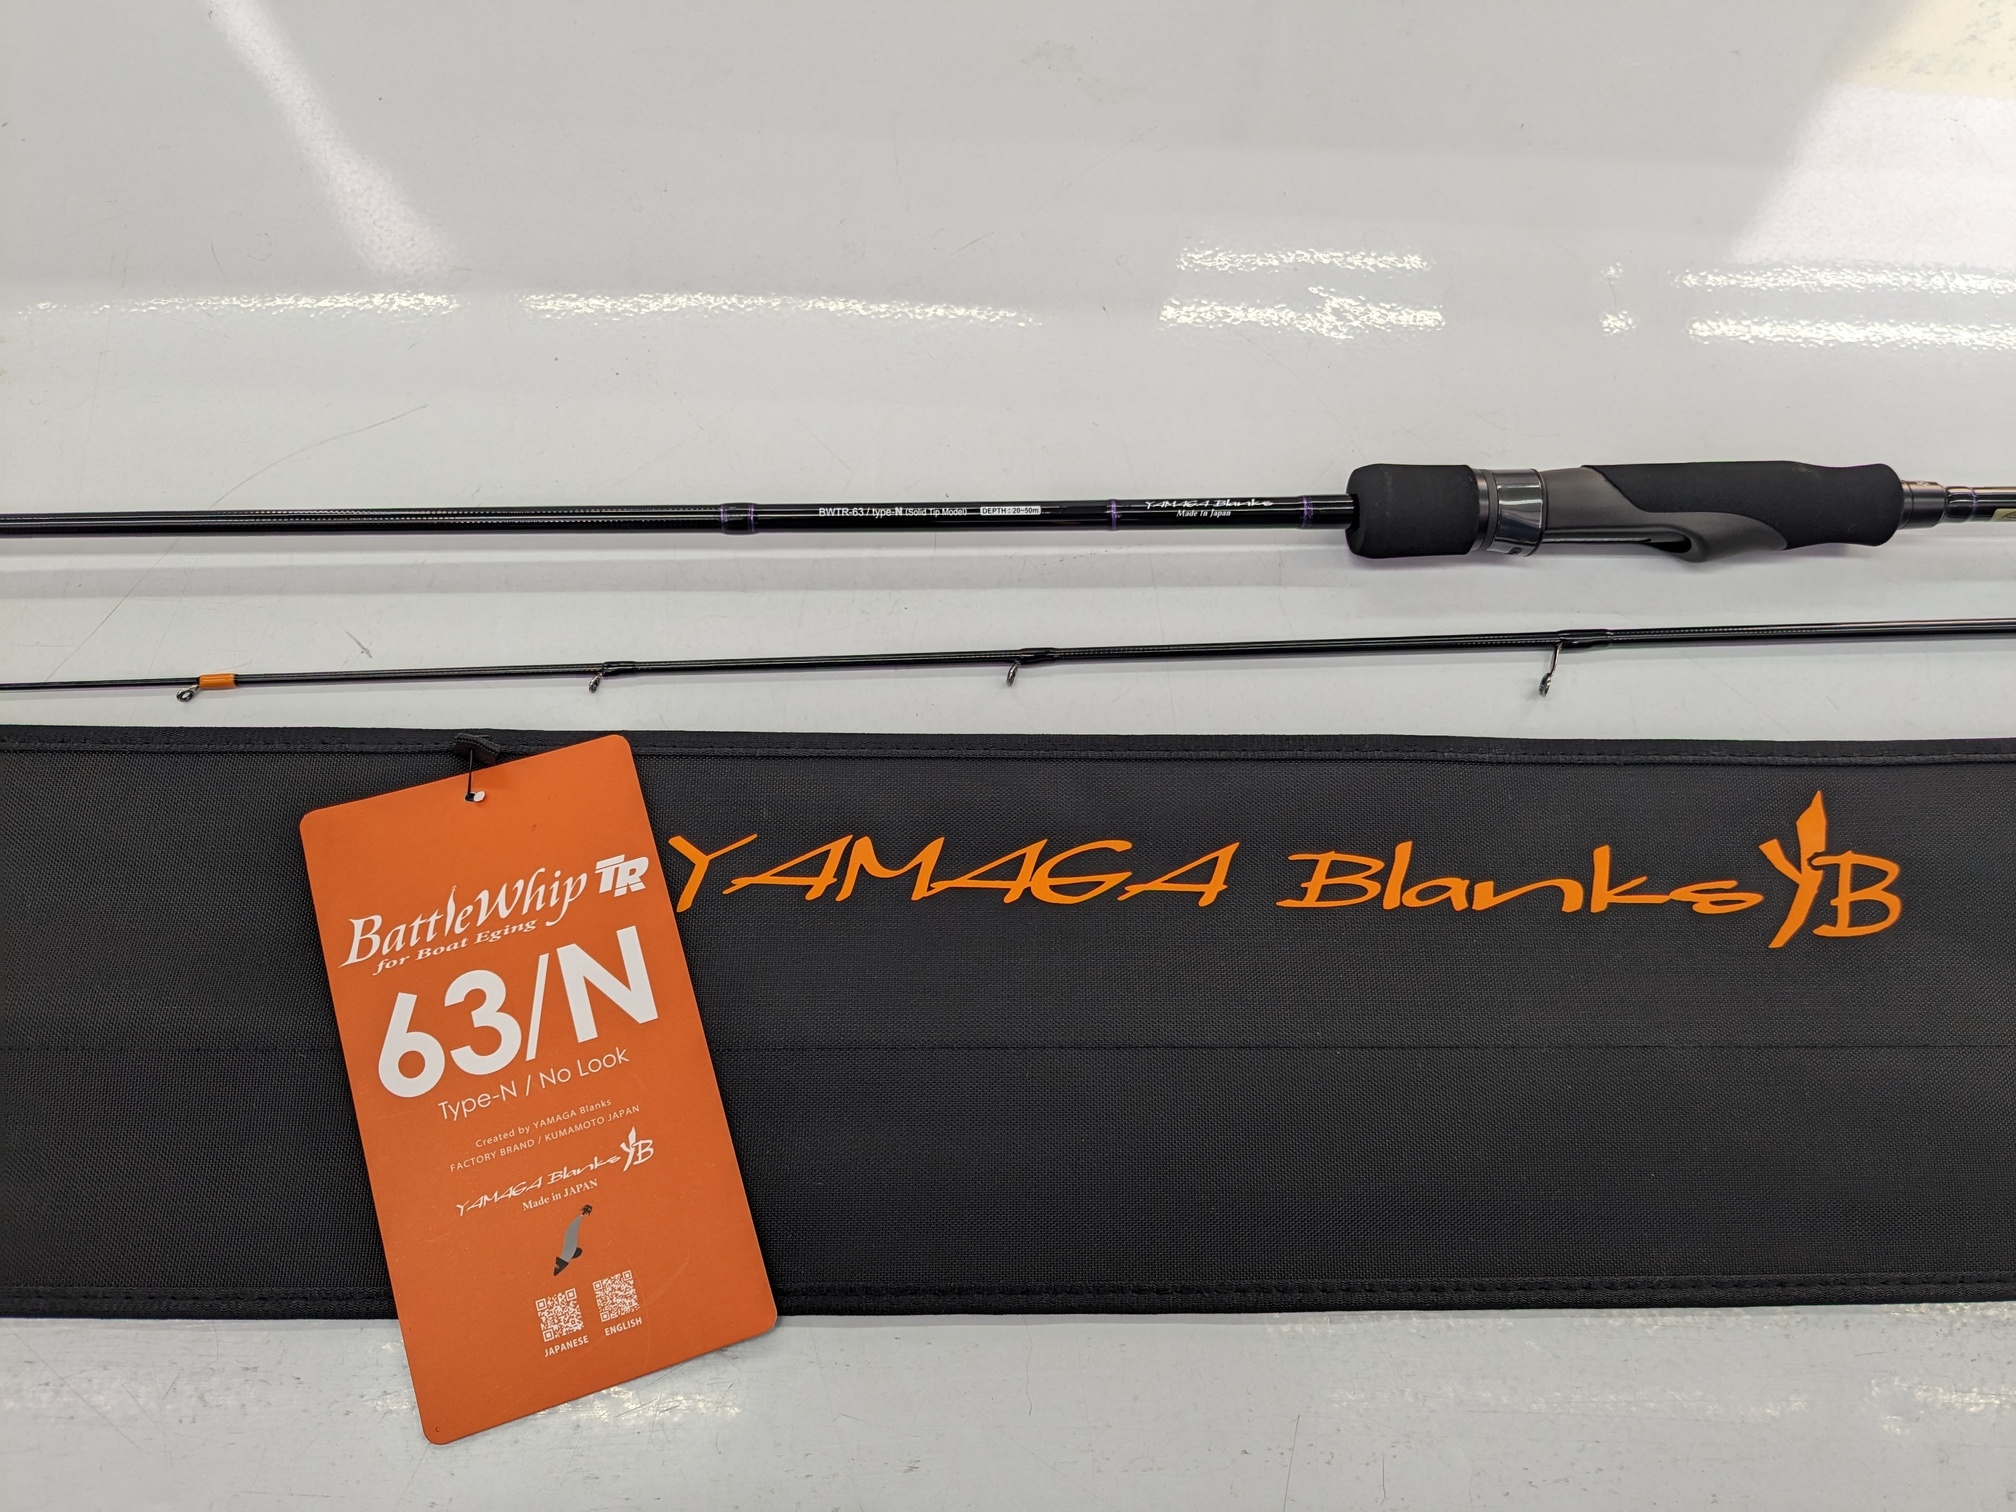 BWTR-63 / type-N (Solid Tip Model) DEPTH : 20~50m
YAMAGA Blanks
Made in Japan
YAMAGA Blanks YB
BattleWhip TR
for Boat Eging
63/N
Type-N / No Look
Created by YAMAGA Blanks
FACTORY BRAND / KUMAMOTO JAPAN
YAMAGA Blanks YB
Made in JAPAN
JAPANESE
ENGLISH